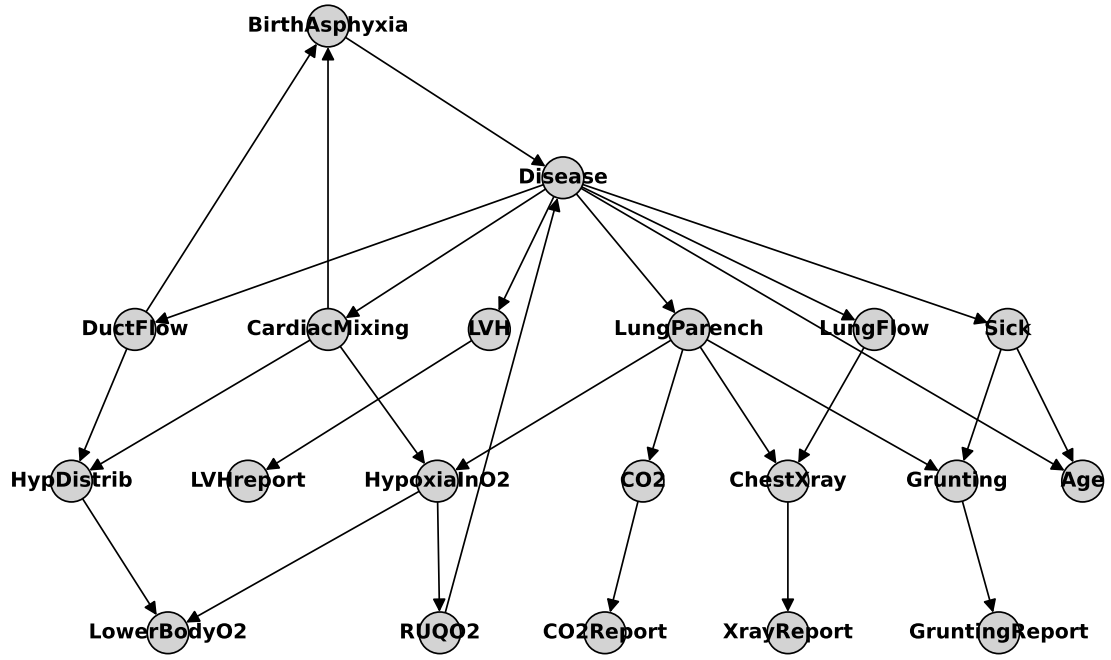 BirthAsphyxia
Disease
DuctFlow
CardiacMixing
LVH
LungParench
LungFlow
Sick
HypDistrib
LVHreport
HypoxiaInO2
CO2
ChestXray
Grunting
Age
LowerBodyO2
RUQO2
CO2Report
XrayReport
GruntingReport